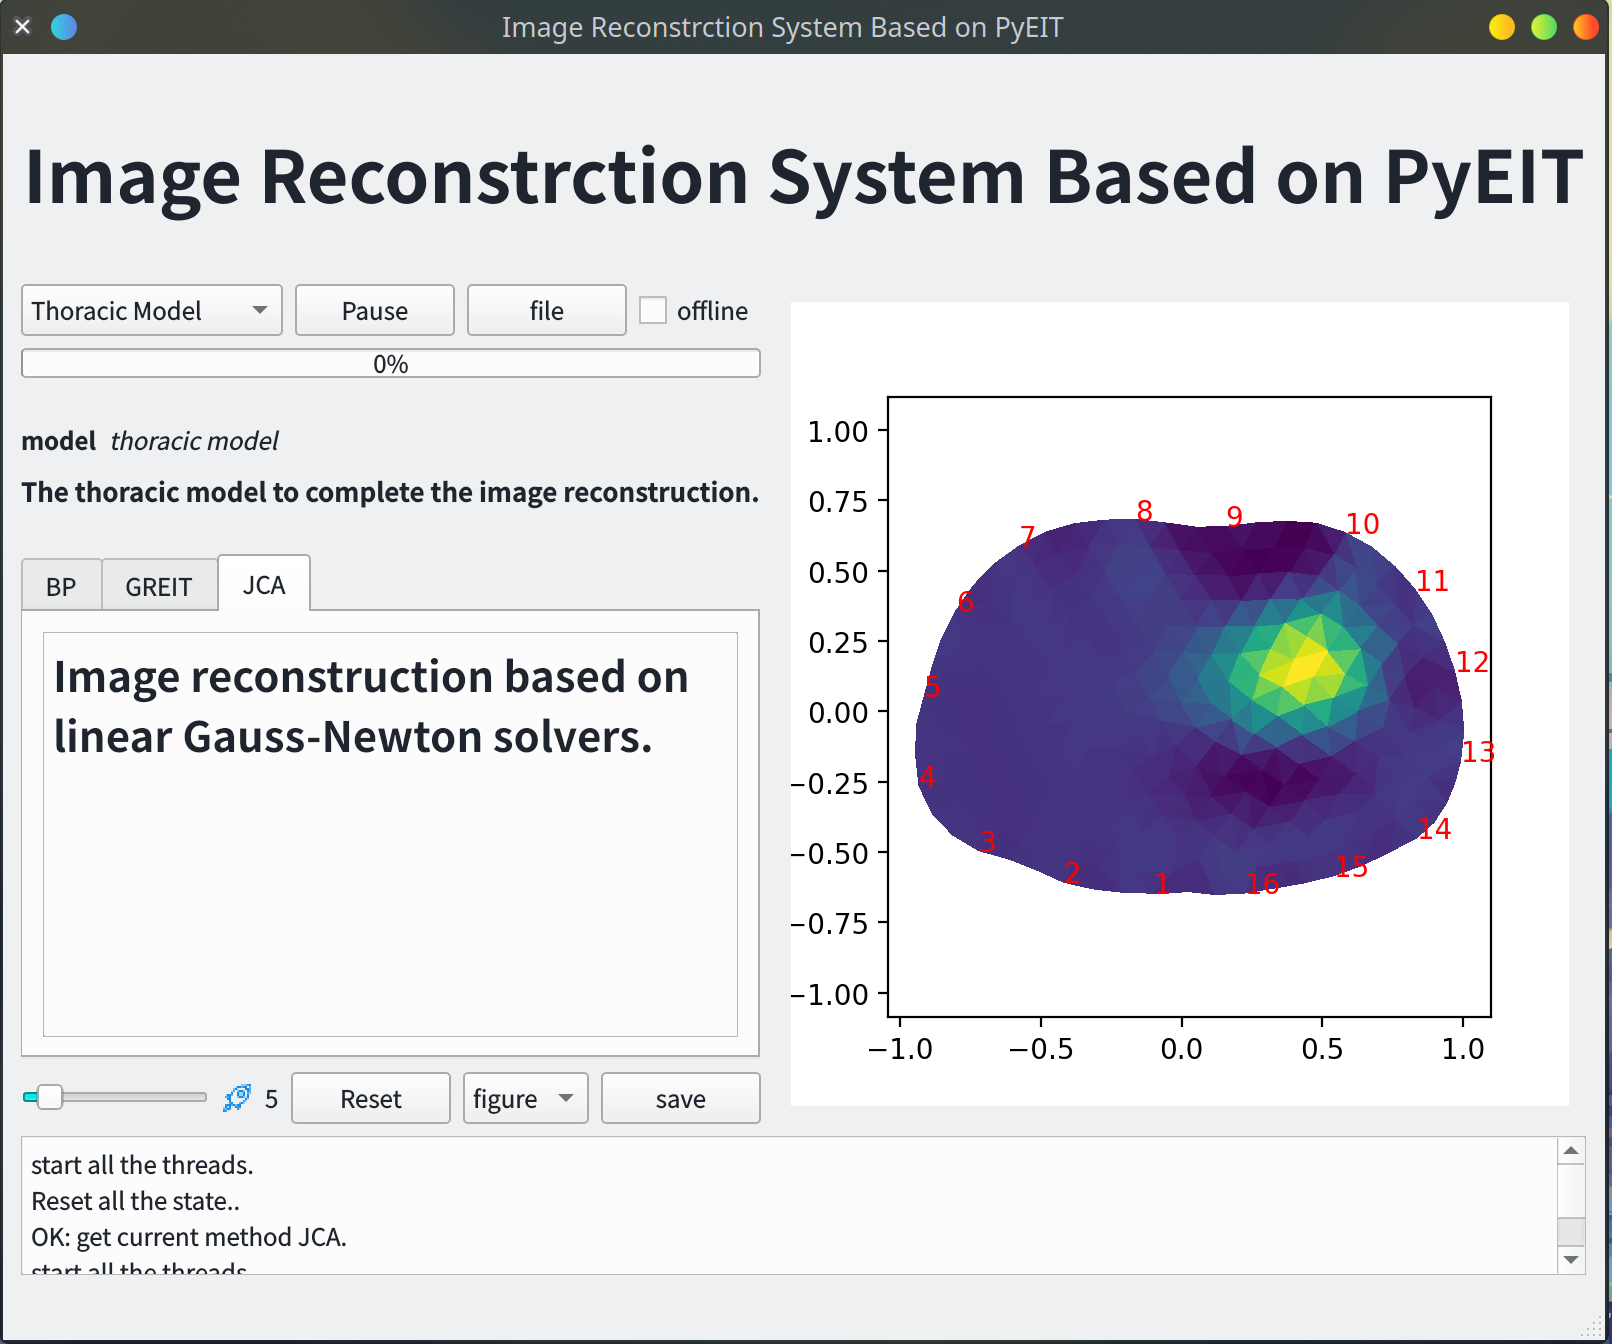 Image Reconstrction System Based on PyEIT
Image Reconstrction System Based on PyEIT
Thoracic Model
Pause
file
offline
0%
model thoracic model
The thoracic model to complete the image reconstruction.
BP
GREIT
JCA
Image reconstruction based on
linear Gauss-Newton solvers.
5
Reset
figure
save
1.00
0.75
0.50
0.25
0.00
−0.25
−0.50
−0.75
−1.00
−1.0
−0.5
0.0
0.5
1.0
1
2
3
4
5
6
7
8
9
10
11
12
13
14
15
16
start all the threads.
Reset all the state..
OK: get current method JCA.
start all the threads